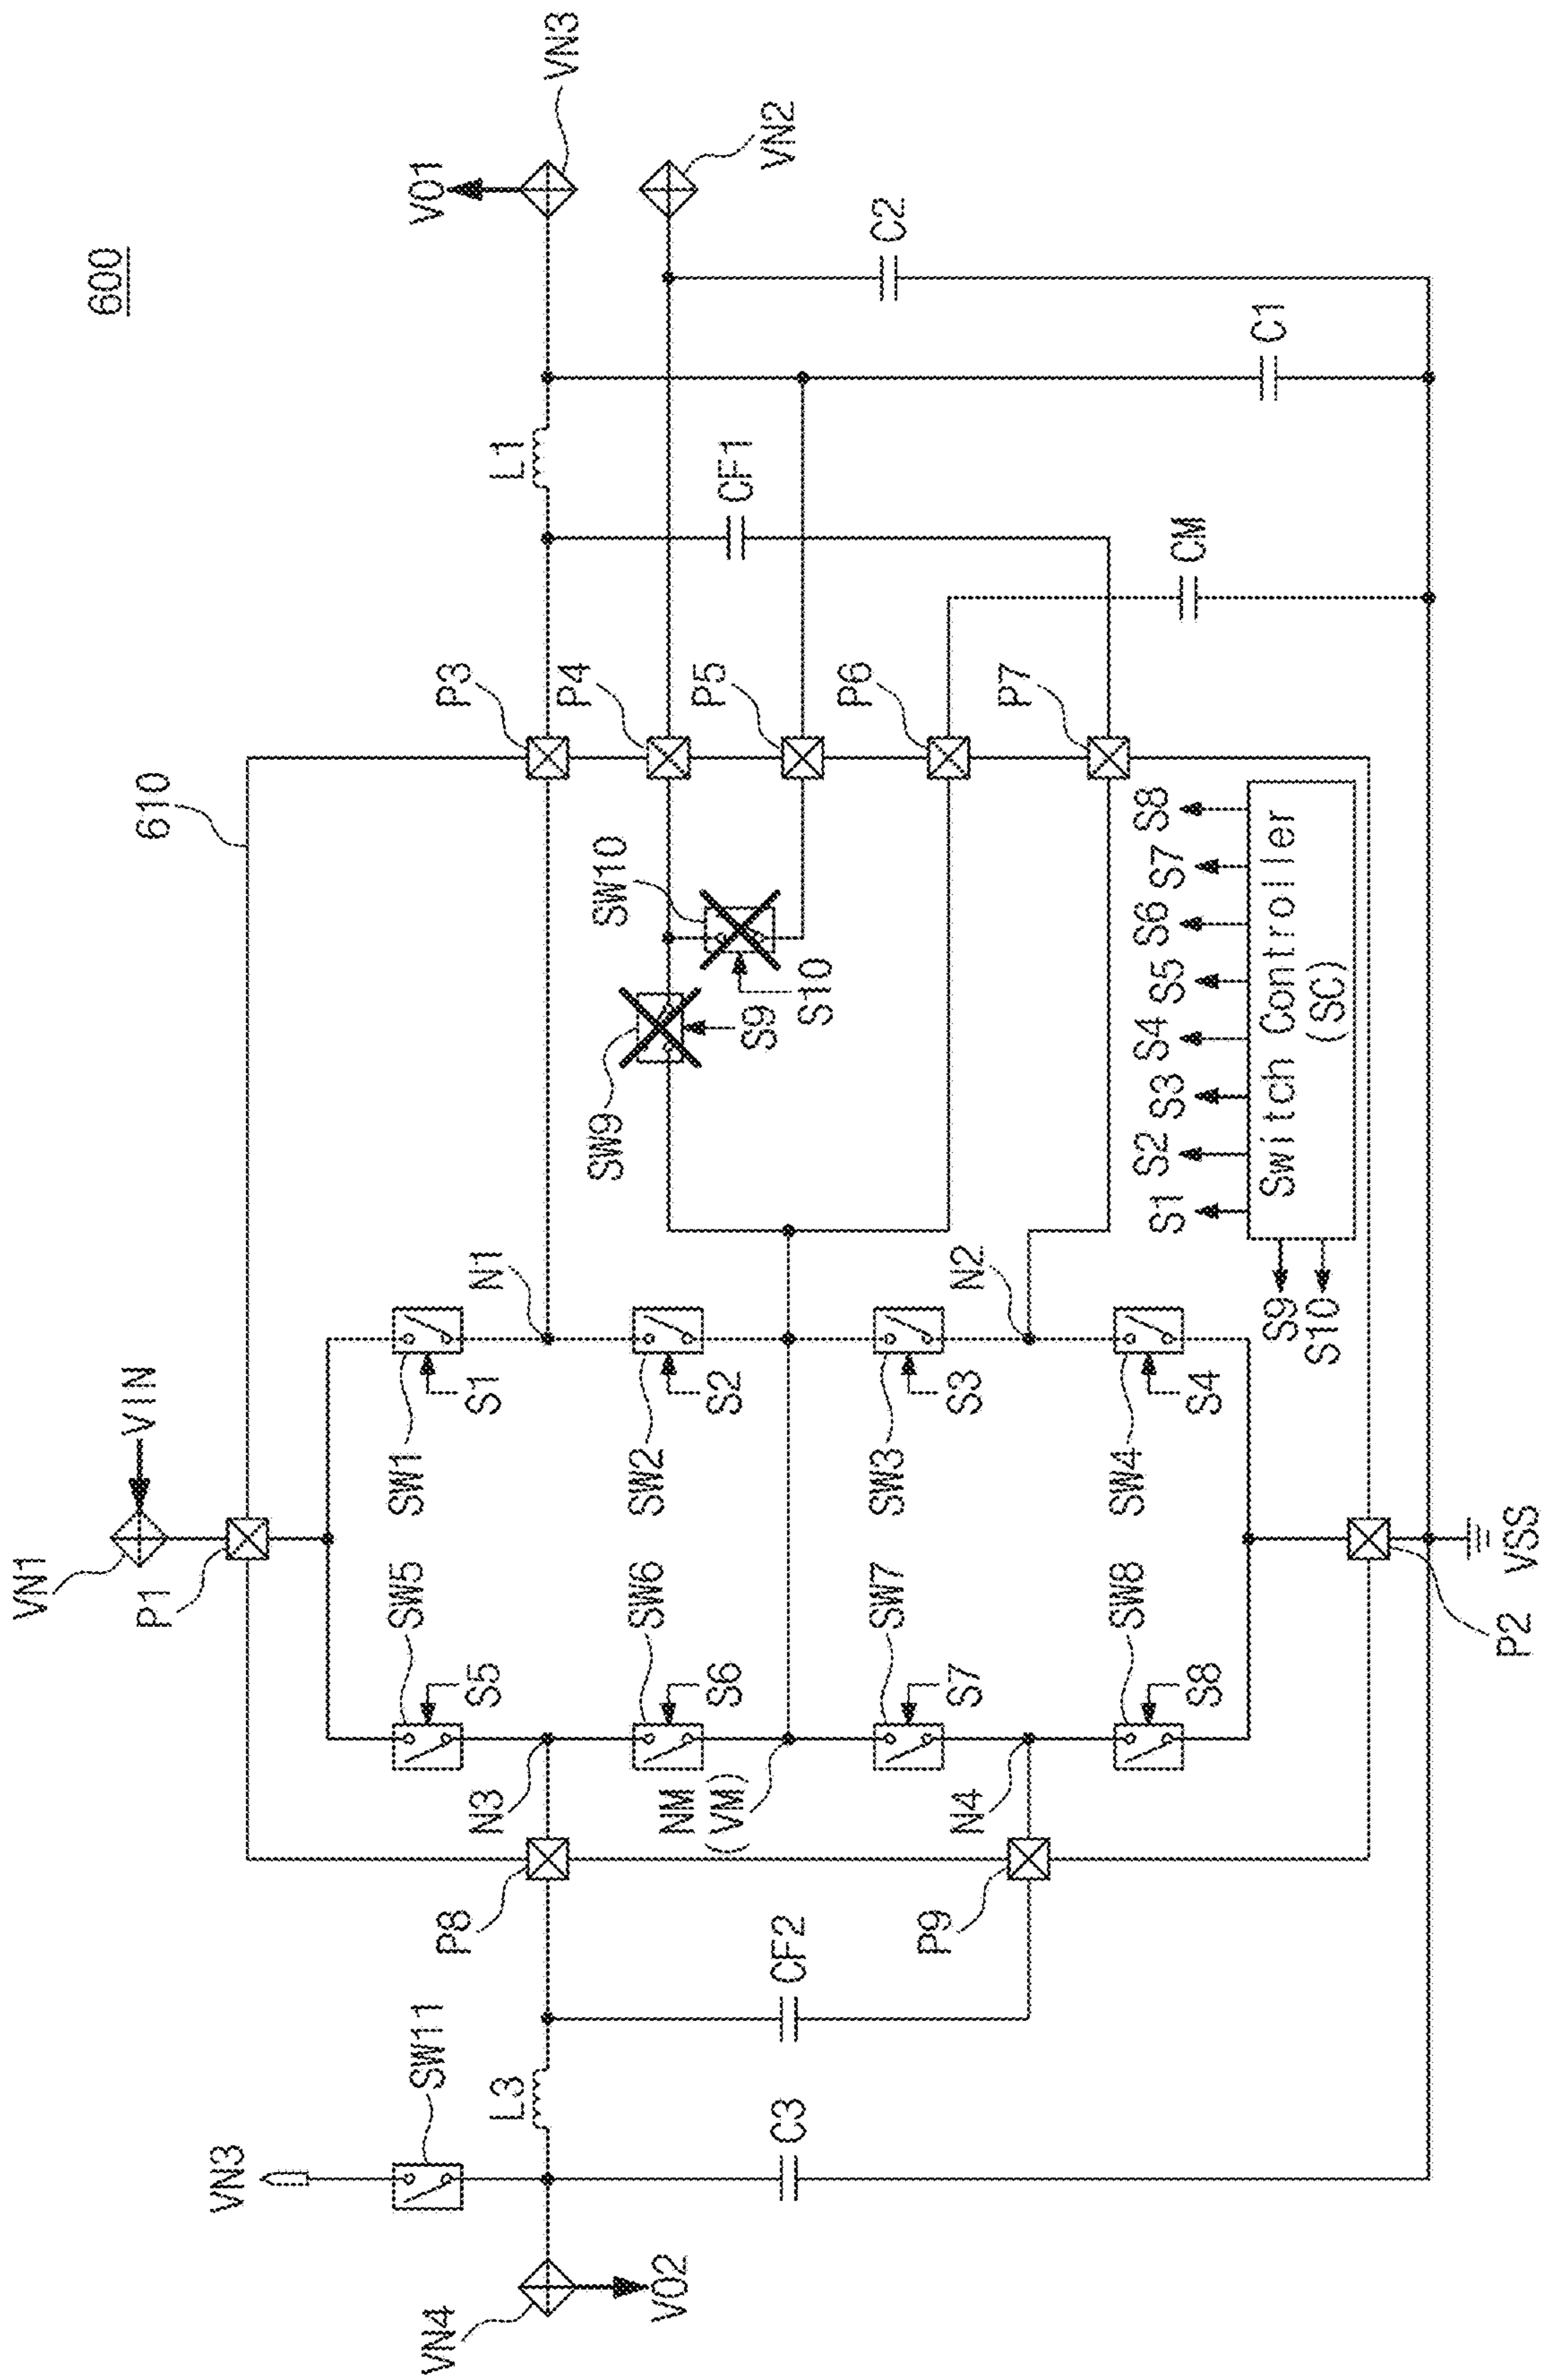 600
VN3
VO1
VN2
C2
C1
L1
CF1
CM
P3
P4
P5
P6
P7
610
SW10
S10
SW9
S9
S8
S7
S6
S5
S4
S3
S2
S1
Switch Controller
(SC)
S9
S10
N1
N2
VIN
VN1
P1
SW1
S1
SW2
S2
SW3
S3
SW4
S4
SW5
S5
SW6
S6
SW7
S7
SW8
S8
N3
NM
(VM)
N4
P2
VSS
P8
P9
CF2
SW11
L3
C3
VN3
VN4
VO2